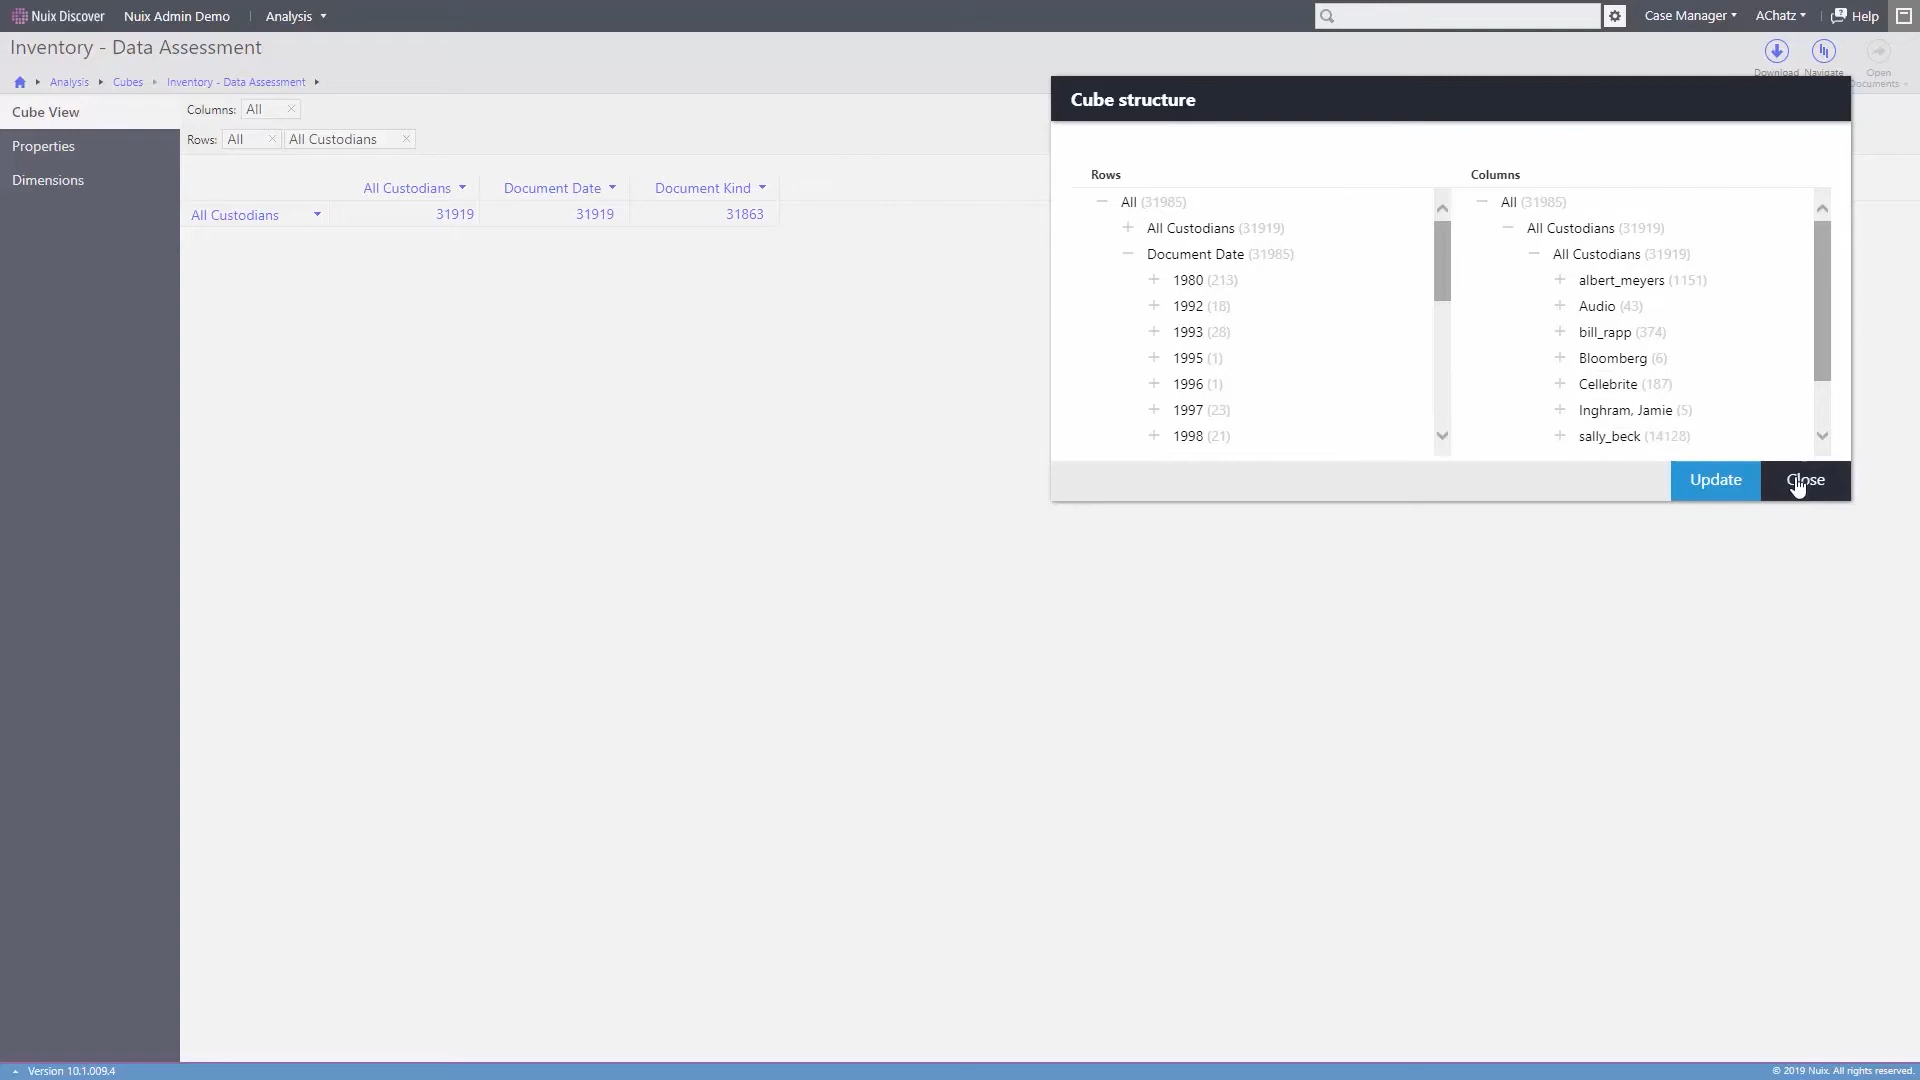 Nuix Discover Nuix Admin Demo Analysis Case Manager AChatz Help
Inventory - Data Assessment
Download Navigate Open Documents
Analysis Cubes Inventory - Data Assessment
Cube View
Properties
Dimensions
Columns: All
Rows: All All Custodians
All Custodians Document Date Document Kind
All Custodians 31919 31919 31863
Cube structure
Rows
All (31985)
All Custodians (31919)
Document Date (31985)
1980 (213)
1992 (18)
1993 (28)
1995 (1)
1996 (1)
1997 (23)
1998 (21)
Columns
All (31985)
All Custodians (31919)
All Custodians (31919)
albert_meyers (1151)
Audio (43)
bill_rapp (374)
Bloomberg (6)
Cellebrite (187)
Inghram, Jamie (5)
sally_beck (14128)
Update Close
Version 10.1.009.4
© 2019 Nuix. All rights reserved.